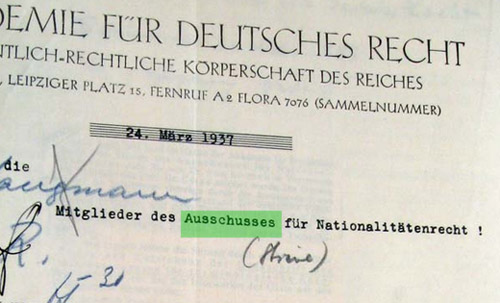 DEMIE FÜR DEUTSCHES RECHT
NTLICH-RECHTLICHE KÖRPERSCHAFT DES REICHES
, LEIPZIGER PLATZ 15, FERNRUF A 2 FLORA 7076 (SAMMELNUMMER)
24. März 1937
die
Mitglieder des Ausschusses für Nationalitätenrecht !